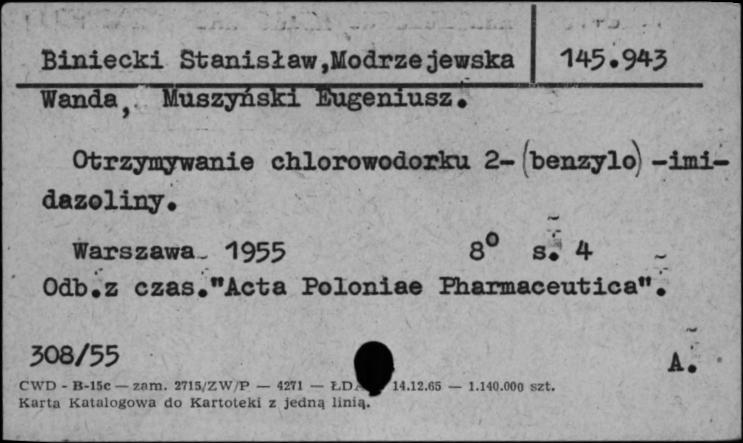 Biniecki Stanisław,Modrzejewska 145.943
Wanda, Muszyński Eugeniusz.
Otrzymywanie chlorowodorku 2-(benzylo)-imi-
dazoliny.
Warszawa 1955 8° s. 4
Odb.z czas."Acta Poloniae Pharmaceutica".
308/55 A.
CWD - B-15c — zam. 2715/ZW/P — 4271 — 14.12.65 — 1.140.000 szt.
Karta Katalogowa do Kartoteki z jedną linią.